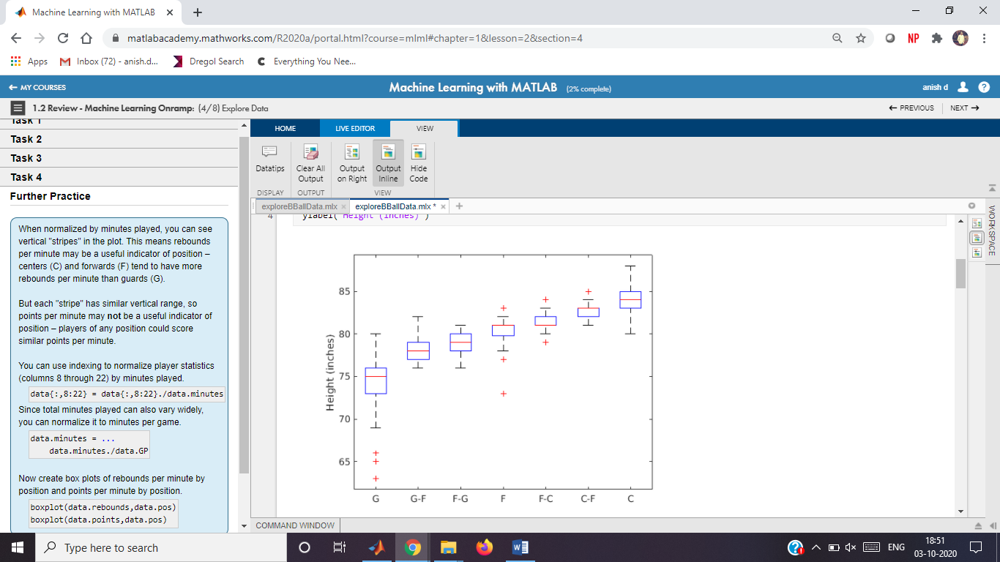 Machine Learning with MATLAB
matlabacademy.mathworks.com/R2020a/portal.html?course=mlml#chapter=1&lesson=2&section=4
NP
Apps
Inbox (72) - anish.d...
Dregol Search
Everything You Nee...
MY COURSES
Machine Learning with MATLAB (2% complete)
anish d
1.2 Review - Machine Learning Onramp: (4/8) Explore Data
PREVIOUS
NEXT
Task 1
Task 2
Task 3
Task 4
Further Practice
When normalized by minutes played, you can see
vertical "stripes" in the plot. This means rebounds
per minute may be a useful indicator of position –
centers (C) and forwards (F) tend to have more
rebounds per minute than guards (G).
But each "stripe" has similar vertical range, so
points per minute may not be a useful indicator of
position – players of any position could score
similar points per minute.
You can use indexing to normalize player statistics
(columns 8 through 22) by minutes played.
data{:,8:22} = data{:,8:22}./data.minutes
Since total minutes played can also vary widely,
you can normalize it to minutes per game.
data.minutes = ...
data.minutes./data.GP
Now create box plots of rebounds per minute by
position and points per minute by position.
boxplot(data.rebounds,data.pos)
boxplot(data.points,data.pos)
HOME
LIVE EDITOR
VIEW
Datatips
Clear All
Output
Output
on Right
Output
Inline
Hide
Code
DISPLAY
OUTPUT
VIEW
exploreBBallData.mlx
exploreBBallData.mlx *
WORKSPACE
4
ylabel('Height (inches)')
85
80
75
70
65
Height (inches)
G
G-F
F-G
F
F-C
C-F
C
COMMAND WINDOW
Type here to search
ENG
18:51
03-10-2020